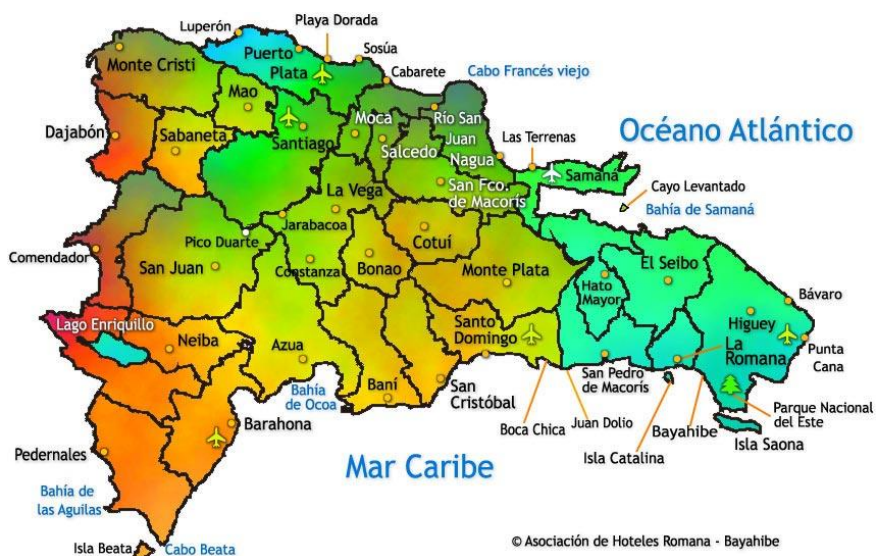 Luperón
Playa Dorada
Puerto
Plata
Sosúa
Cabarete
Cabo Francés viejo
Monte Cristi
Mao
Dajabón
Sabaneta
Santiago
Moca
Salcedo
Río San
Juan
Nagua
Las Terrenas
Océano Atlántico
Samaná
Cayo Levantado
Bahía de Samaná
San Fco.
de Macorís
La Vega
Jarabacoa
Pico Duarte
Cotuí
Comendador
San Juan
Constanza
Bonao
Monte Plata
Hato
Mayor
El Seibo
Bávaro
Higuey
Lago Enriquillo
Neiba
Azua
Santo
Domingo
La
Romana
Punta
Cana
San Pedro
de Macorís
Bahía
de Ocoa
Baní
San
Cristóbal
Parque Nacional
del Este
Barahona
Boca Chica
Juan Dolio
Bayahibe
Isla Saona
Isla Catalina
Pedernales
Mar Caribe
Bahía de
las Aguilas
Isla Beata
Cabo Beata
© Asociación de Hoteles Romana - Bayahibe